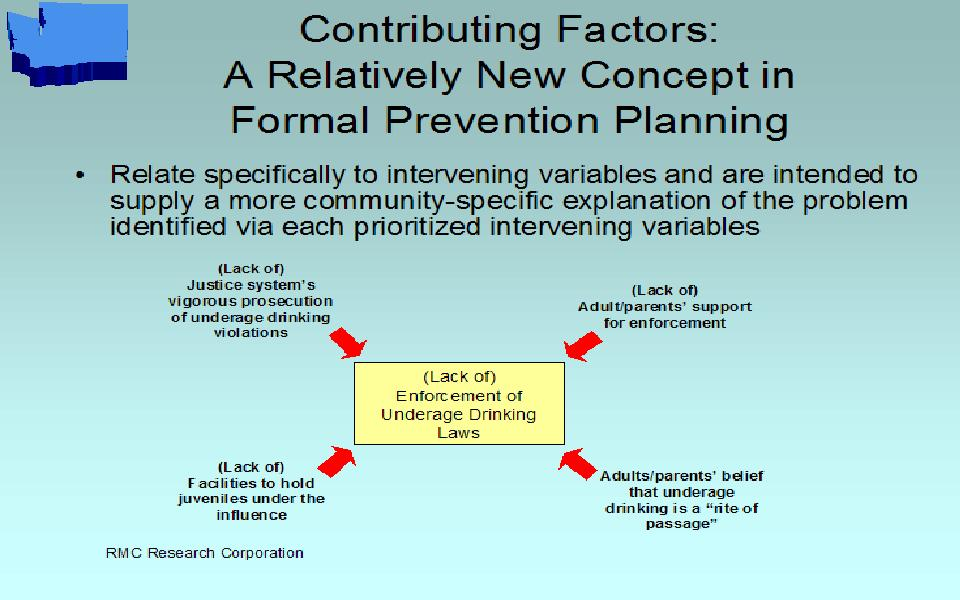 Contributing Factors:
A Relatively New Concept in
Formal Prevention Planning
• Relate specifically to intervening variables and are intended to
supply a more community-specific explanation of the problem
identified via each prioritized intervening variables
(Lack of)
Justice system's
vigorous prosecution
of underage drinking
violations
(Lack of)
Adult/parents' support
for enforcement
(Lack of)
Enforcement of
Underage Drinking
Laws
(Lack of)
Facilities to hold
juveniles under the
influence
Adults/parents' belief
that underage
drinking is a “rite of
passage”
RMC Research Corporation